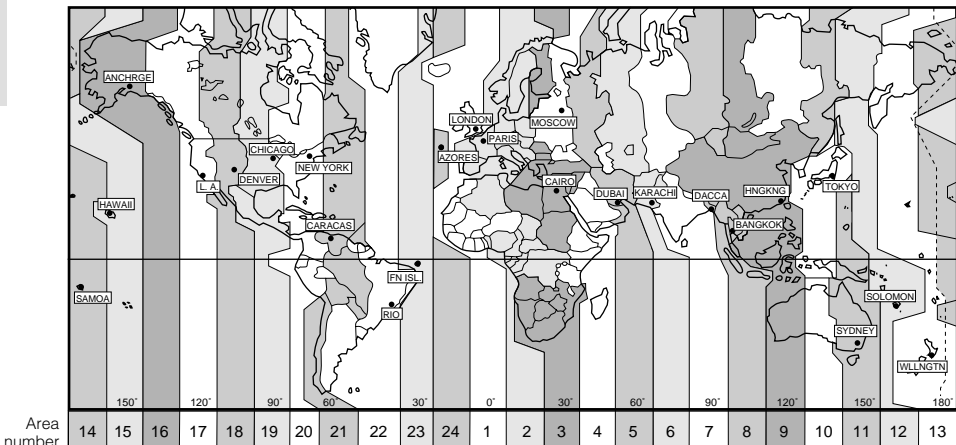 ANCHRGE
LONDON
MOSCOW
PARIS
CHICAGO
NEW YORK
AZORES
L. A.
DENVER
CAIRO
DUBAI
KARACHI
DACCA
HNGKNG
TOKYO
HAWAII
CARACAS
BANGKOK
FN ISL.
SAMOA
RIO
SOLOMON
SYDNEY
WLLNGTN
150˚ 120˚ 90˚ 60˚ 30˚ 0˚ 30˚ 60˚ 90˚ 120˚ 150˚ 180˚
Area
number
14 15 16 17 18 19 20 21 22 23 24 1 2 3 4 5 6 7 8 9 10 11 12 13